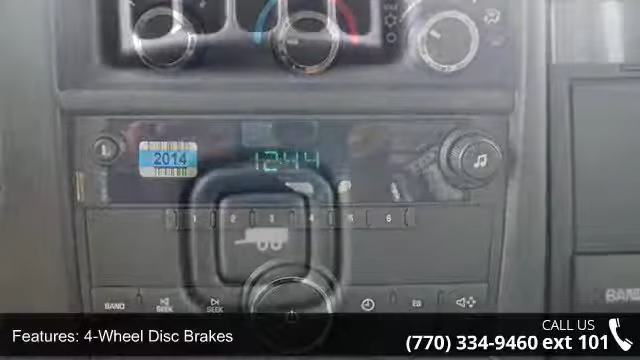 2014
12:44
1 2 3 4 5 6
BAND SEEK SEEK
BAND
Features: 4-Wheel Disc Brakes
CALL US
(770) 334-9460 ext 101